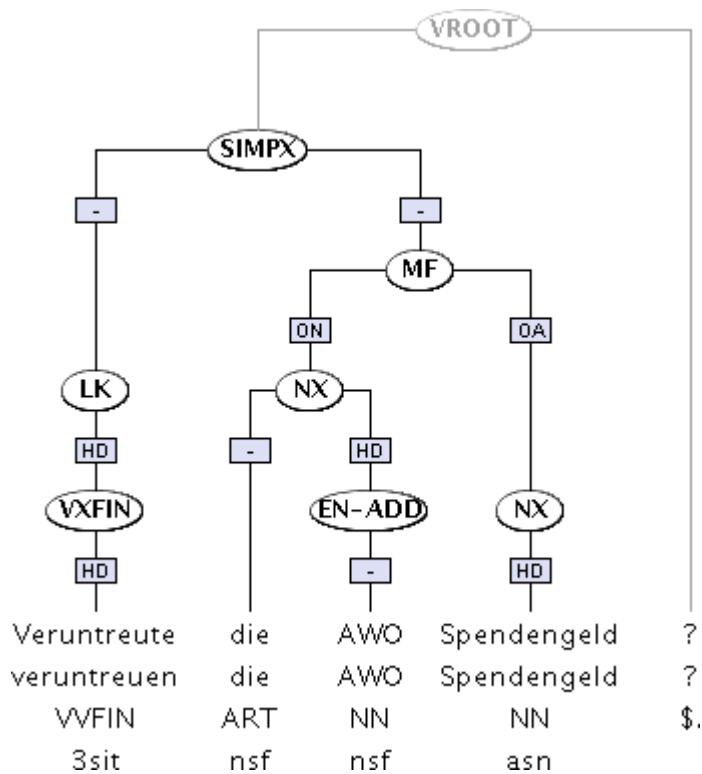 VROOT
SIMPX
- -
MF
ON OA
LK NX
HD - HD
VXFIN EN-ADD NX
HD - HD
Veruntreute die AWO Spendengeld ?
veruntreuen die AWO Spendengeld ?
VVFIN ART NN NN $.
3sit nsf nsf asn